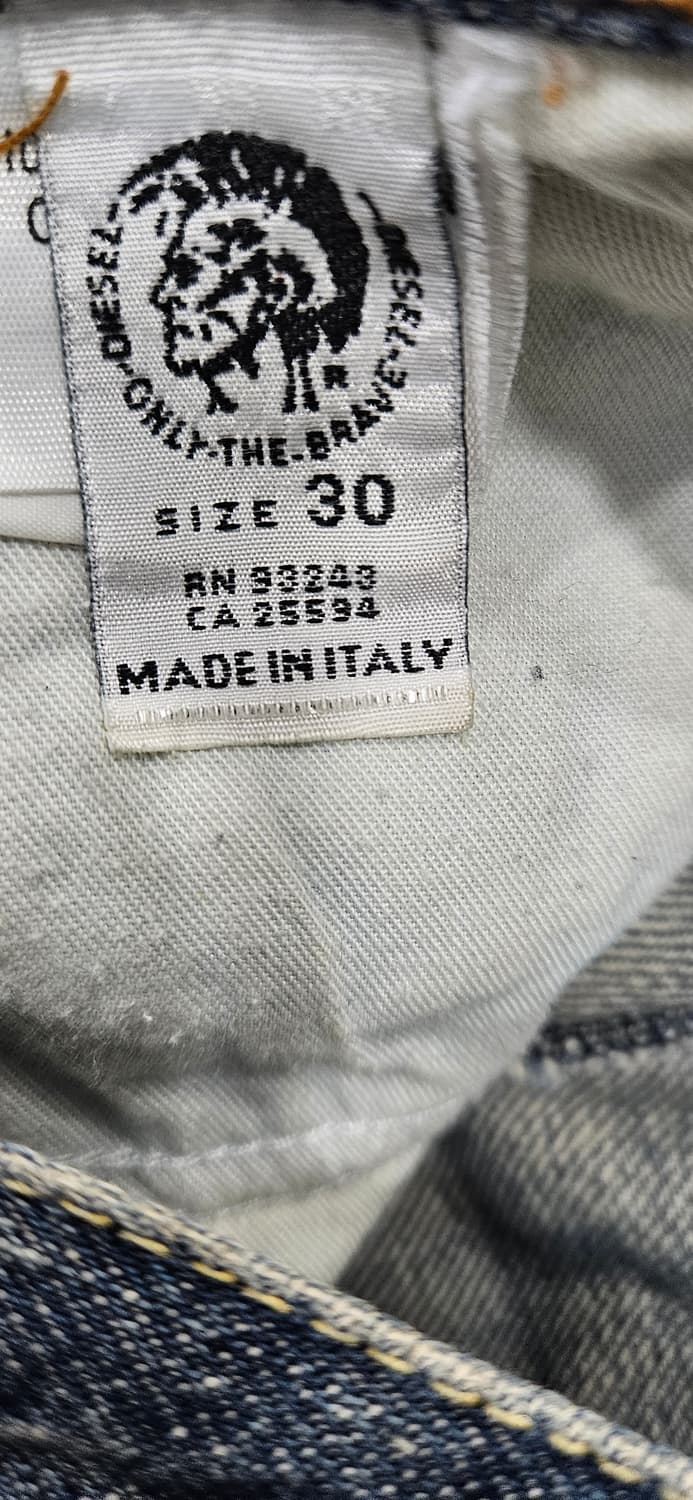 DIESEL-ONLY-THE-BRAVE-DIESEL
R
SIZE 30
RN 93243
CA 25594
MADE IN ITALY